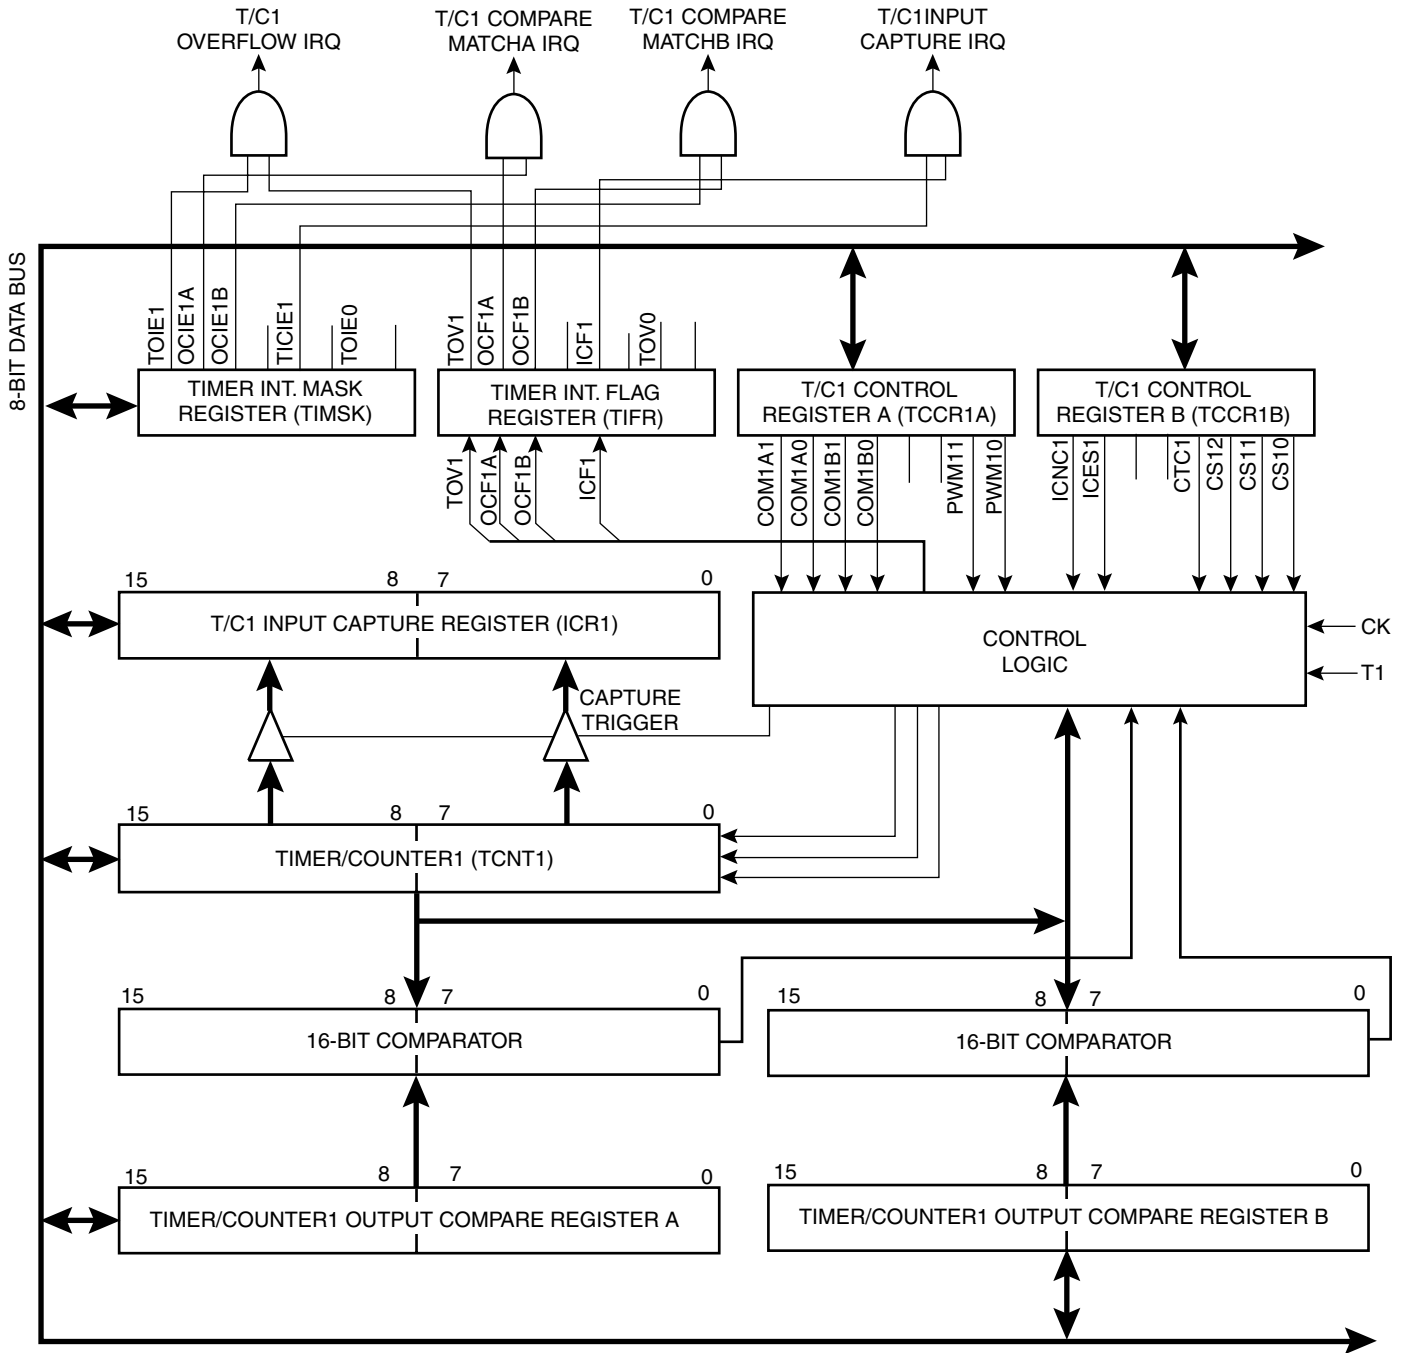 T/C1
OVERFLOW IRQ
T/C1 COMPARE
MATCHA IRQ
T/C1 COMPARE
MATCHB IRQ
T/C1INPUT
CAPTURE IRQ
8-BIT DATA BUS
TOIE1
OCIE1A
OCIE1B
TICIE1
TOIE0
TOV1
OCF1A
OCF1B
ICF1
TOV0
TIMER INT. MASK
REGISTER (TIMSK)
TIMER INT. FLAG
REGISTER (TIFR)
T/C1 CONTROL
REGISTER A (TCCR1A)
T/C1 CONTROL
REGISTER B (TCCR1B)
TOV1
OCF1A
OCF1B
ICF1
COM1A1
COM1A0
COM1B1
COM1B0
PWM11
PWM10
ICNC1
ICES1
CTC1
CS12
CS11
CS10
15 8 7 0
T/C1 INPUT CAPTURE REGISTER (ICR1)
CONTROL
LOGIC
CK
T1
CAPTURE
TRIGGER
15 8 7 0
TIMER/COUNTER1 (TCNT1)
15 8 7 0
16-BIT COMPARATOR
15 8 7 0
16-BIT COMPARATOR
15 8 7 0
TIMER/COUNTER1 OUTPUT COMPARE REGISTER A
15 8 7 0
TIMER/COUNTER1 OUTPUT COMPARE REGISTER B